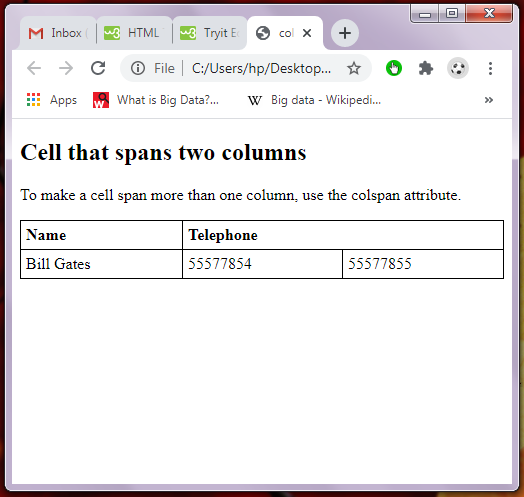 Inbox
HTML
Tryit E
col
File
C:/Users/hp/Desktop...
Apps
What is Big Data?...
W
Big data - Wikipedi...
Cell that spans two columns
To make a cell span more than one column, use the colspan attribute.
Name Telephone
Bill Gates 55577854 55577855